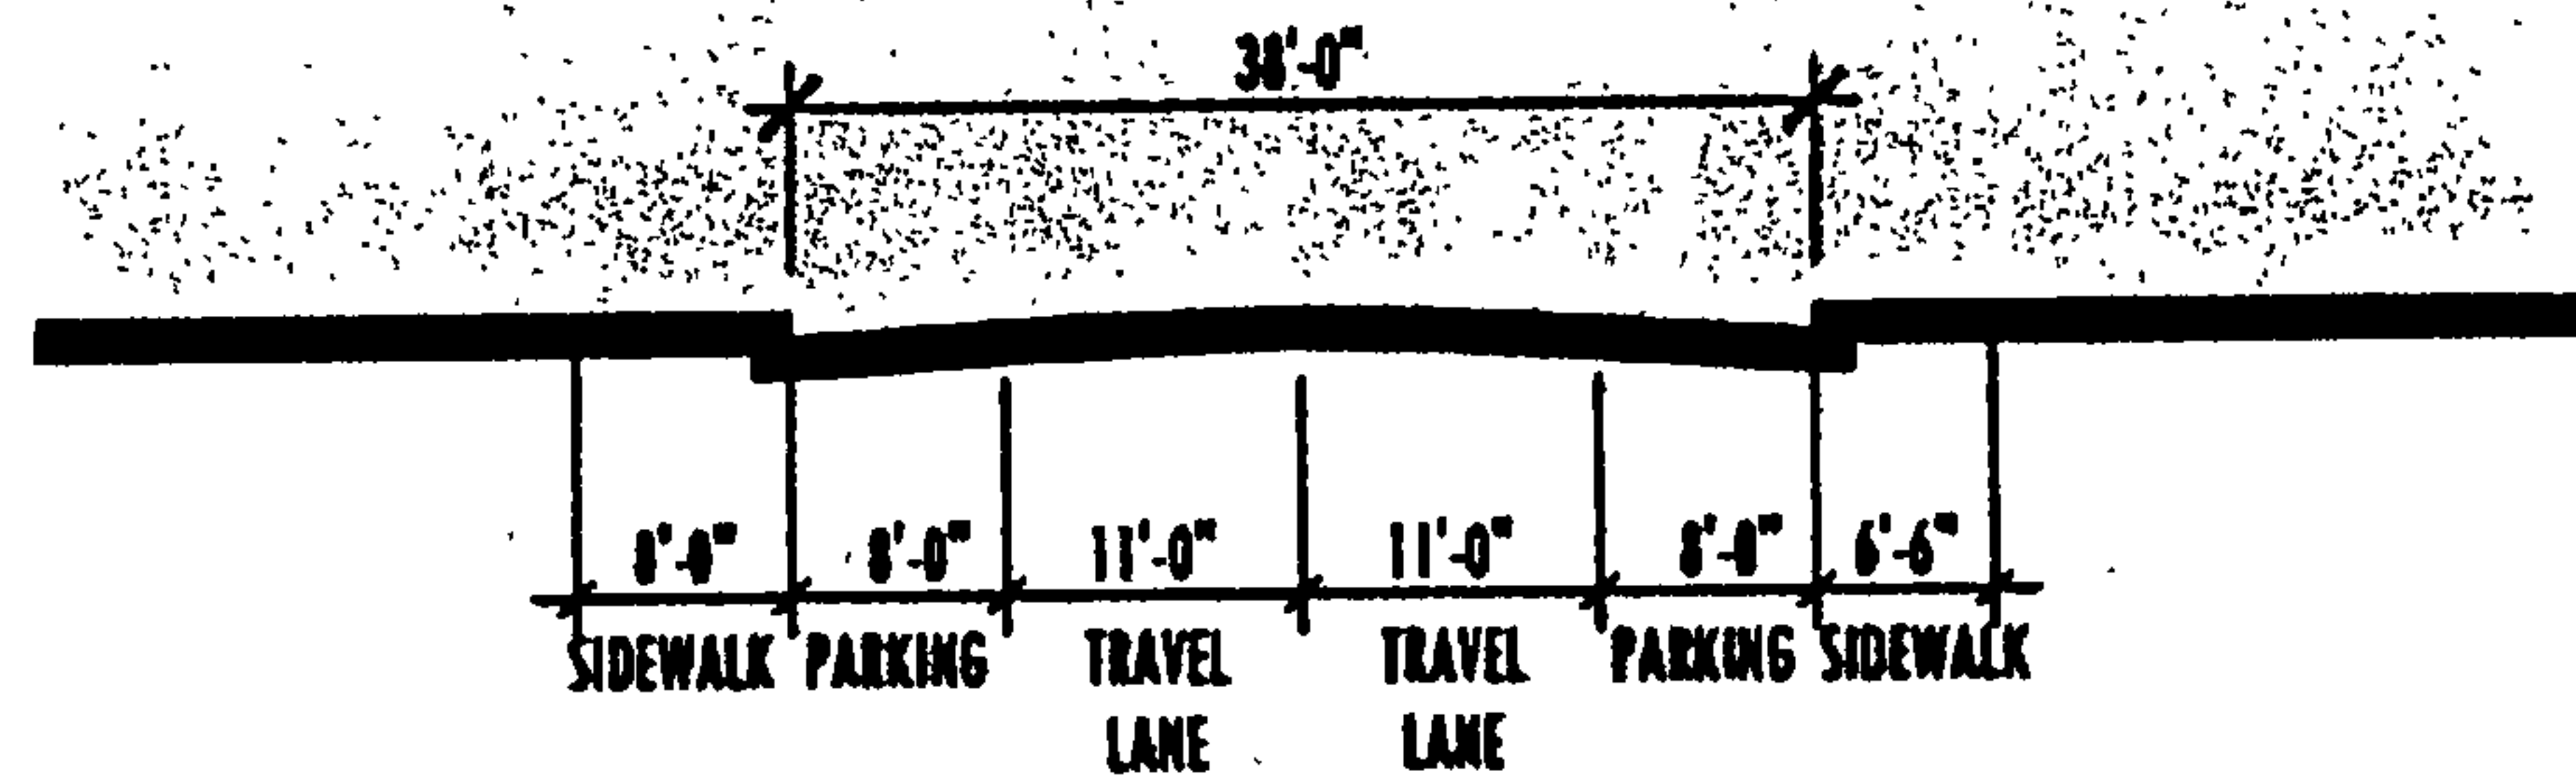 38'-0"
8'-0" 8'-0" 11'-0" 11'-0" 8'-0" 6'-6"
SIDEWALK PARKING TRAVEL TRAVEL PARKING SIDEWALK
LANE LANE